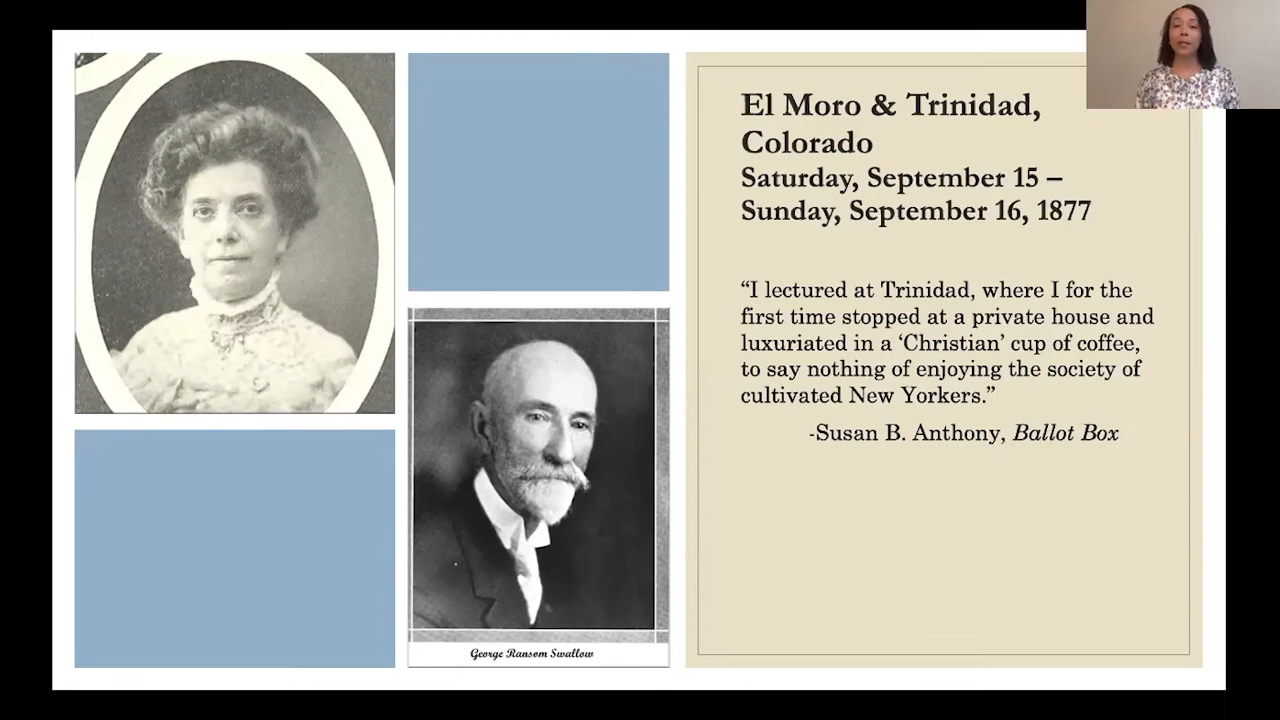 El Moro & Trinidad,
Colorado
Saturday, September 15 –
Sunday, September 16, 1877
“I lectured at Trinidad, where I for the
first time stopped at a private house and
luxuriated in a ‘Christian’ cup of coffee,
to say nothing of enjoying the society of
cultivated New Yorkers.”
-Susan B. Anthony, Ballot Box
George Ransom Swallow